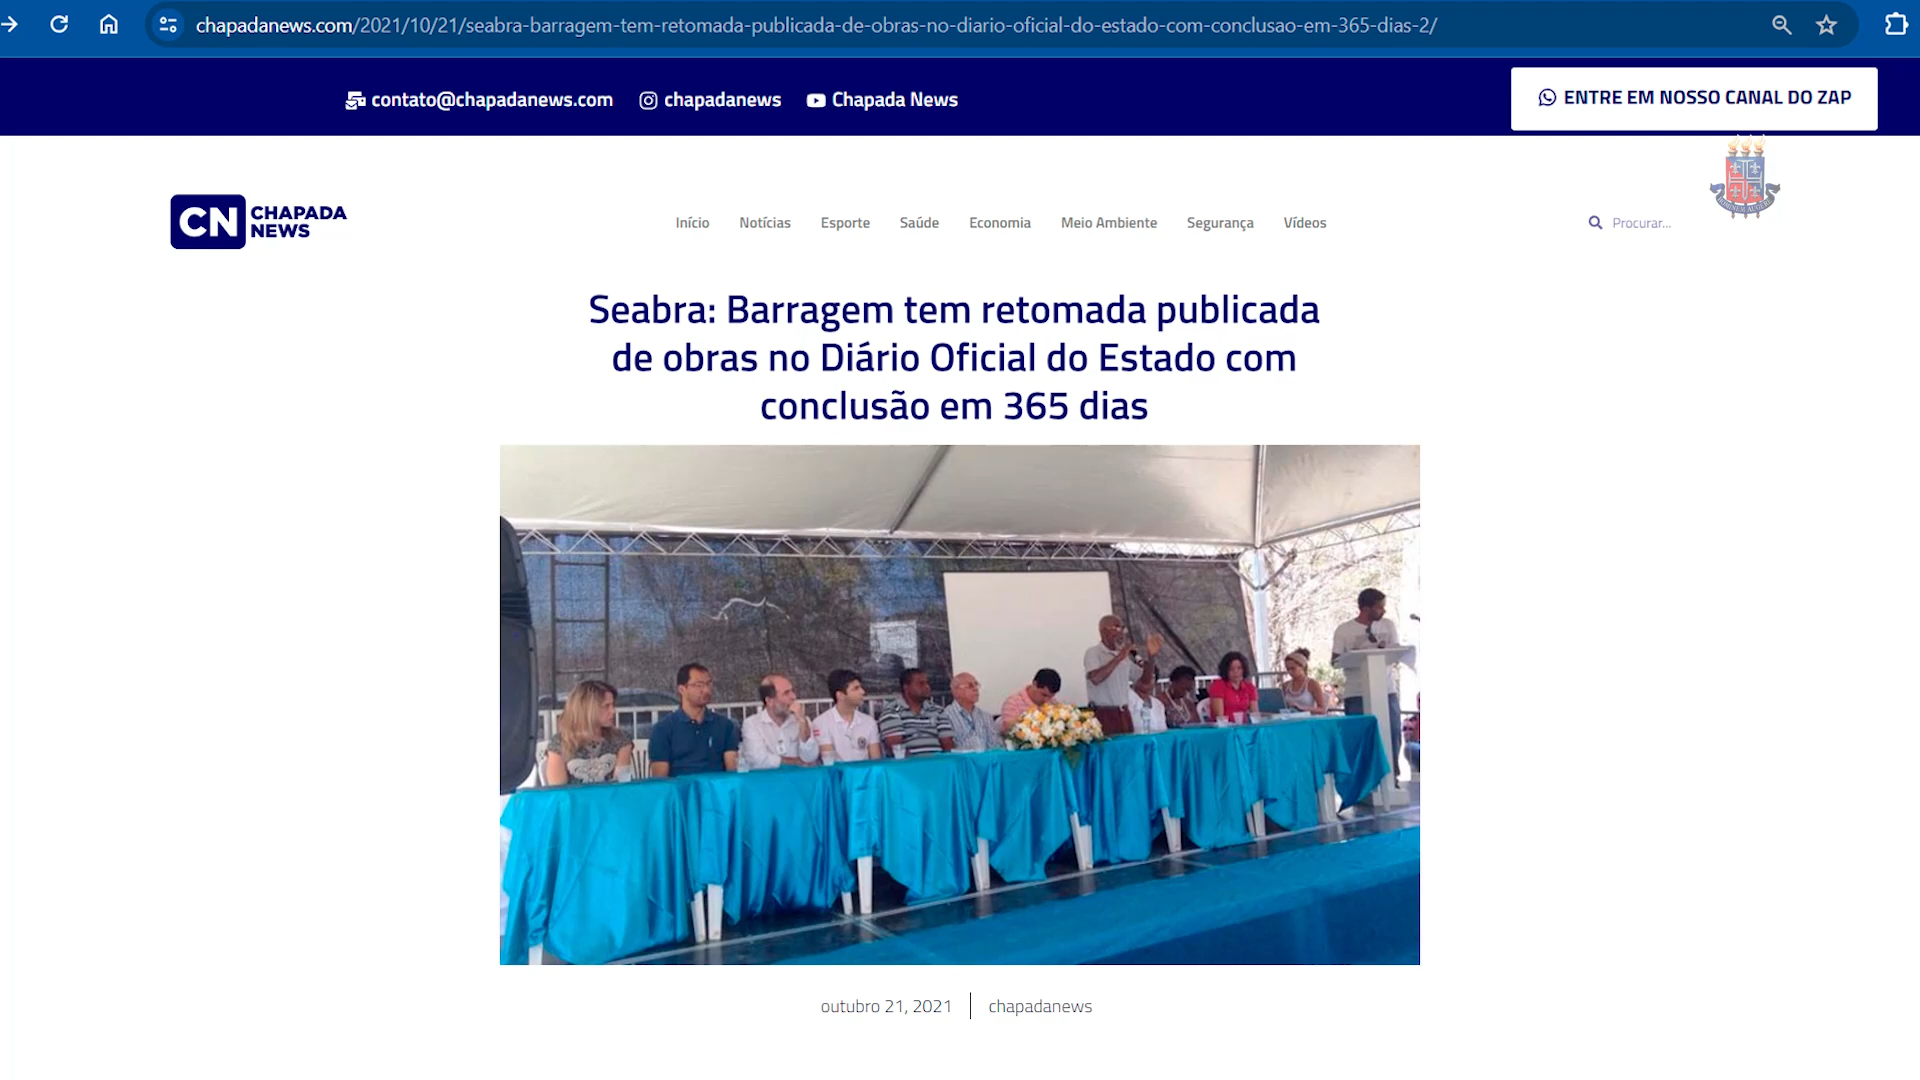 chapadanews.com/2021/10/21/seabra-barragem-tem-retomada-publicada-de-obras-no-diario-oficial-do-estado-com-conclusao-em-365-dias-2/
contato@chapadanews.com chapadanews Chapada News
ENTRE EM NOSSO CANAL DO ZAP
CN CHAPADA
NEWS
Início Notícias Esporte Saúde Economia Meio Ambiente Segurança Vídeos
Procurar...
Seabra: Barragem tem retomada publicada
de obras no Diário Oficial do Estado com
conclusão em 365 dias
outubro 21, 2021 chapadanews